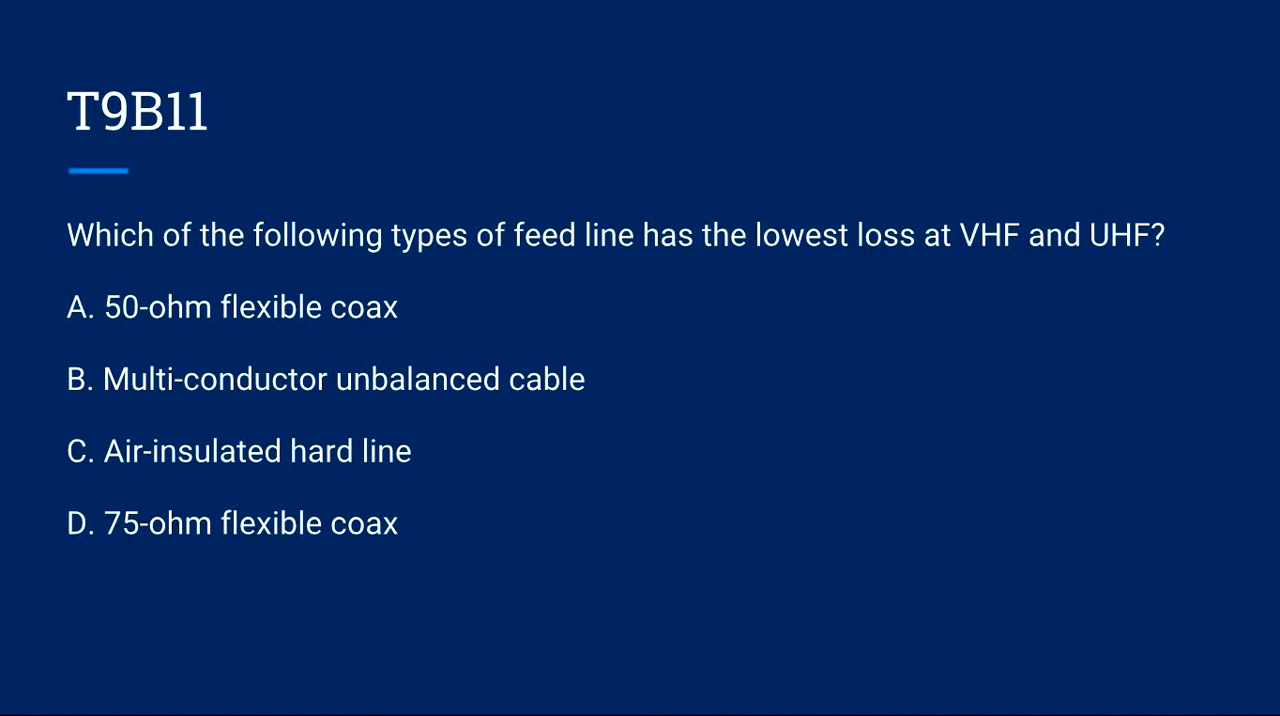 T9B11
Which of the following types of feed line has the lowest loss at VHF and UHF?
A. 50-ohm flexible coax
B. Multi-conductor unbalanced cable
C. Air-insulated hard line
D. 75-ohm flexible coax